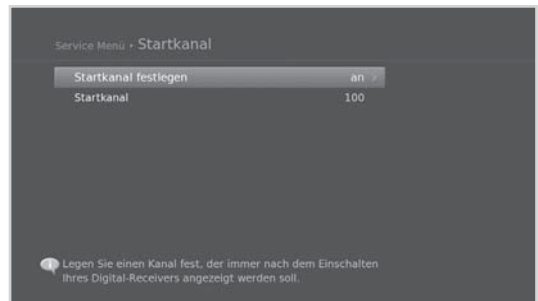 Service Menü • Startkanal
Startkanal festlegen an
Startkanal 100
Legen Sie einen Kanal fest, der immer nach dem Einschalten
Ihres Digital-Receivers angezeigt werden soll.